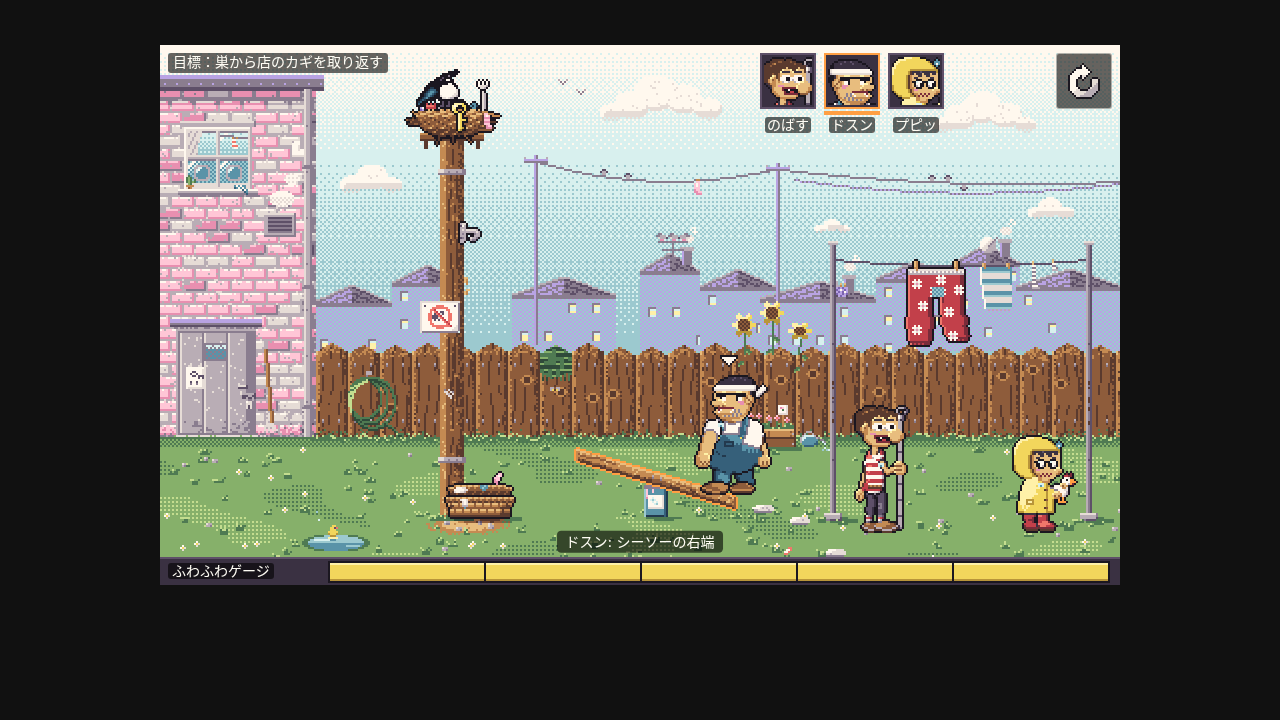 目標：巣から店のカギを取り返す
のばす
ドスン
プピッ
ドスン: シーソーの右端
ふわふわゲージ